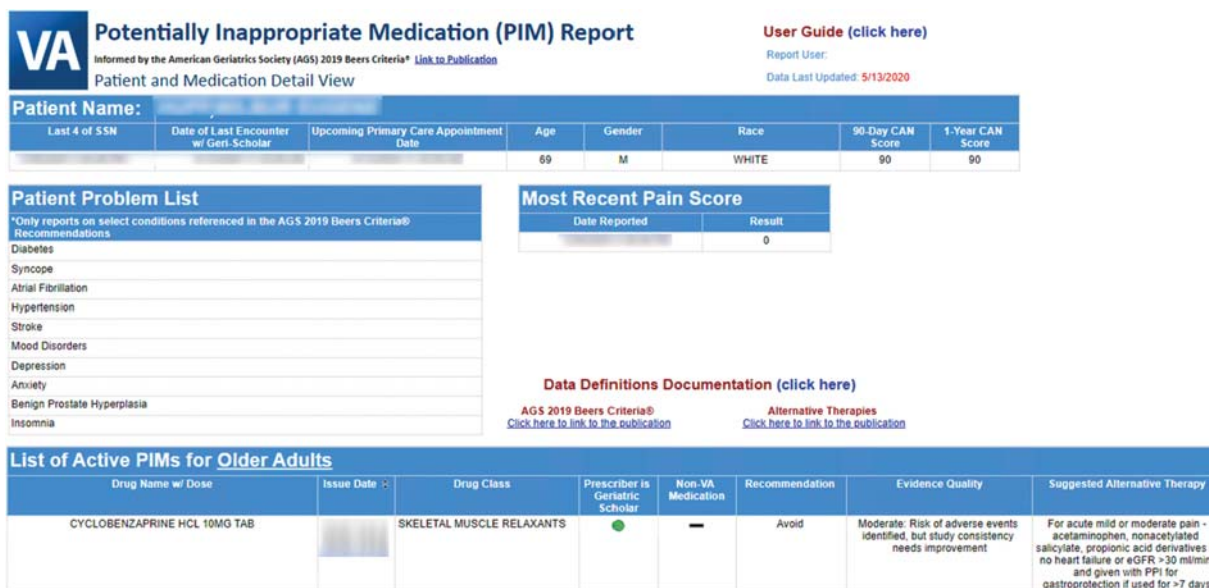 VA
Potentially Inappropriate Medication (PIM) Report
Informed by the American Geriatrics Society (AGS) 2019 Beers Criteria® Link to Publication
Patient and Medication Detail View
User Guide (click here)
Report User:
Data Last Updated: 5/13/2020
Patient Name:
Last 4 of SSN
Date of Last Encounter
w/ Geri-Scholar
Upcoming Primary Care Appointment
Date
Age
Gender
Race
90-Day CAN
Score
1-Year CAN
Score
69
M
WHITE
90
90
Patient Problem List
*Only reports on select conditions referenced in the AGS 2019 Beers Criteria®
Recommendations
Diabetes
Syncope
Atrial Fibrillation
Hypertension
Stroke
Mood Disorders
Depression
Anxiety
Benign Prostate Hyperplasia
Insomnia
Most Recent Pain Score
Date Reported
Result
0
Data Definitions Documentation (click here)
AGS 2019 Beers Criteria®
Click here to link to the publication
Alternative Therapies
Click here to link to the publication
List of Active PIMs for Older Adults
Drug Name w/ Dose
Issue Date
Drug Class
Prescriber is
Geriatric
Scholar
Non-VA
Medication
Recommendation
Evidence Quality
Suggested Alternative Therapy
CYCLOBENZAPRINE HCL 10MG TAB
SKELETAL MUSCLE RELAXANTS
Avoid
Moderate: Risk of adverse events
identified, but study consistency
needs improvement
For acute mild or moderate pain -
acetaminophen, nonacetylated
salicylate, propionic acid derivatives
no heart failure or eGFR >30 ml/min
and given with PPI for
gastroprotection if used for >7 days